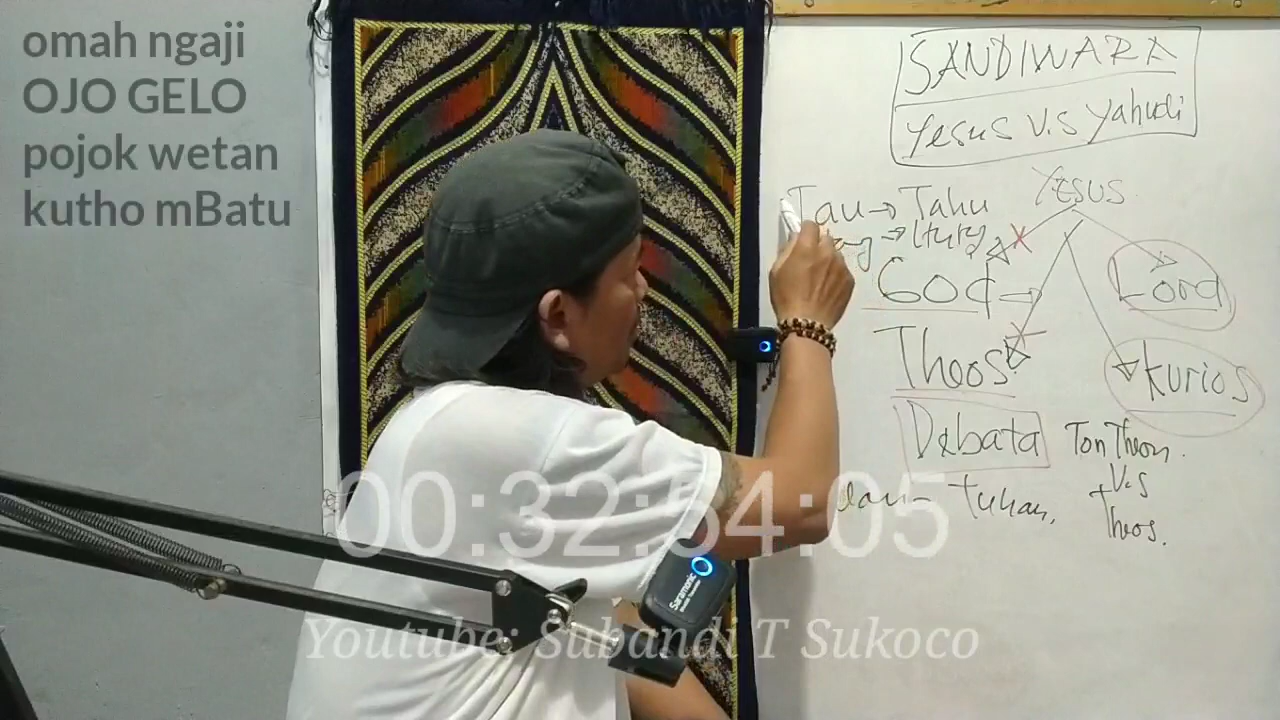 omah ngaji
OJO GELO
pojok wetan
kutho mBatu
SANDIWARA
Yesus V.S Yahudi
Yesus
Tau → Tahu
God
Lord
Theos
Kurios
Debata
Ton Theon.
V.S
Theos.
tuhan,
00:32:54:05
Saramonic
Youtube: Subandi T Sukoco